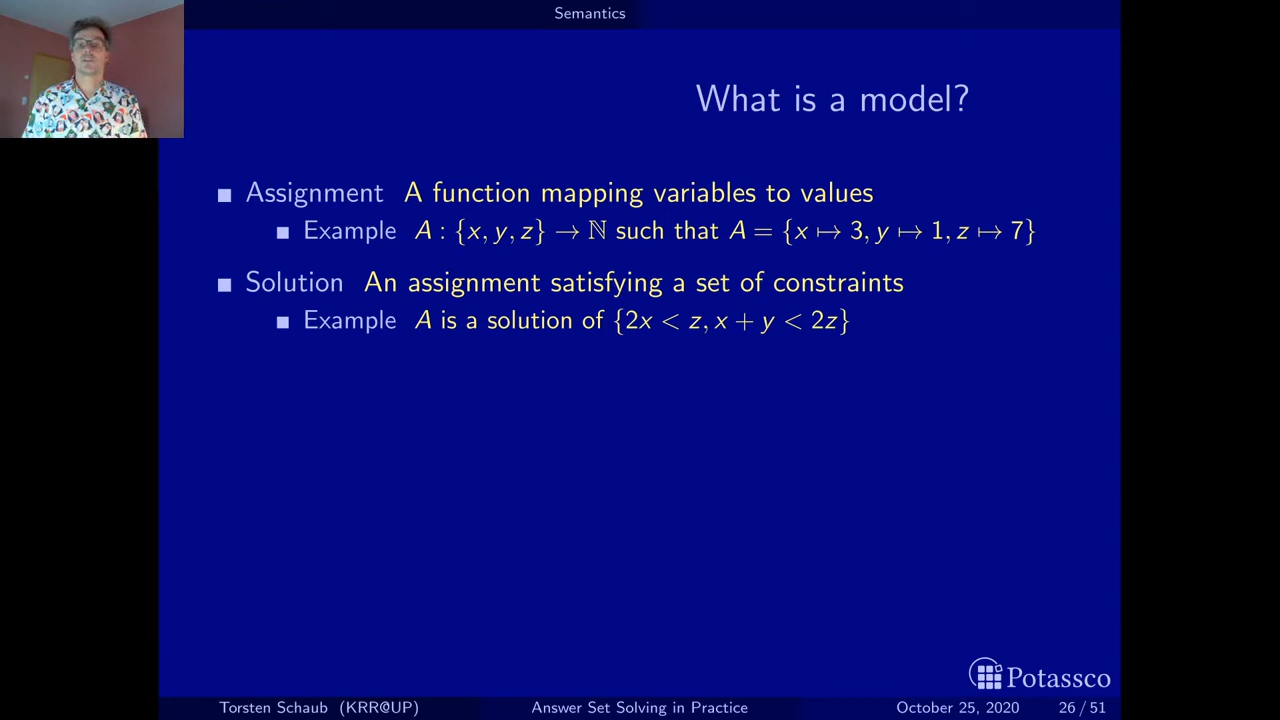 Semantics
What is a model?
Assignment A function mapping variables to values
Example A : {x, y, z} → ℕ such that A = {x ↦ 3, y ↦ 1, z ↦ 7}
Solution An assignment satisfying a set of constraints
Example A is a solution of {2x < z, x + y < 2z}
Potassco
Torsten Schaub (KRR@UP) Answer Set Solving in Practice October 25, 2020 26 / 51